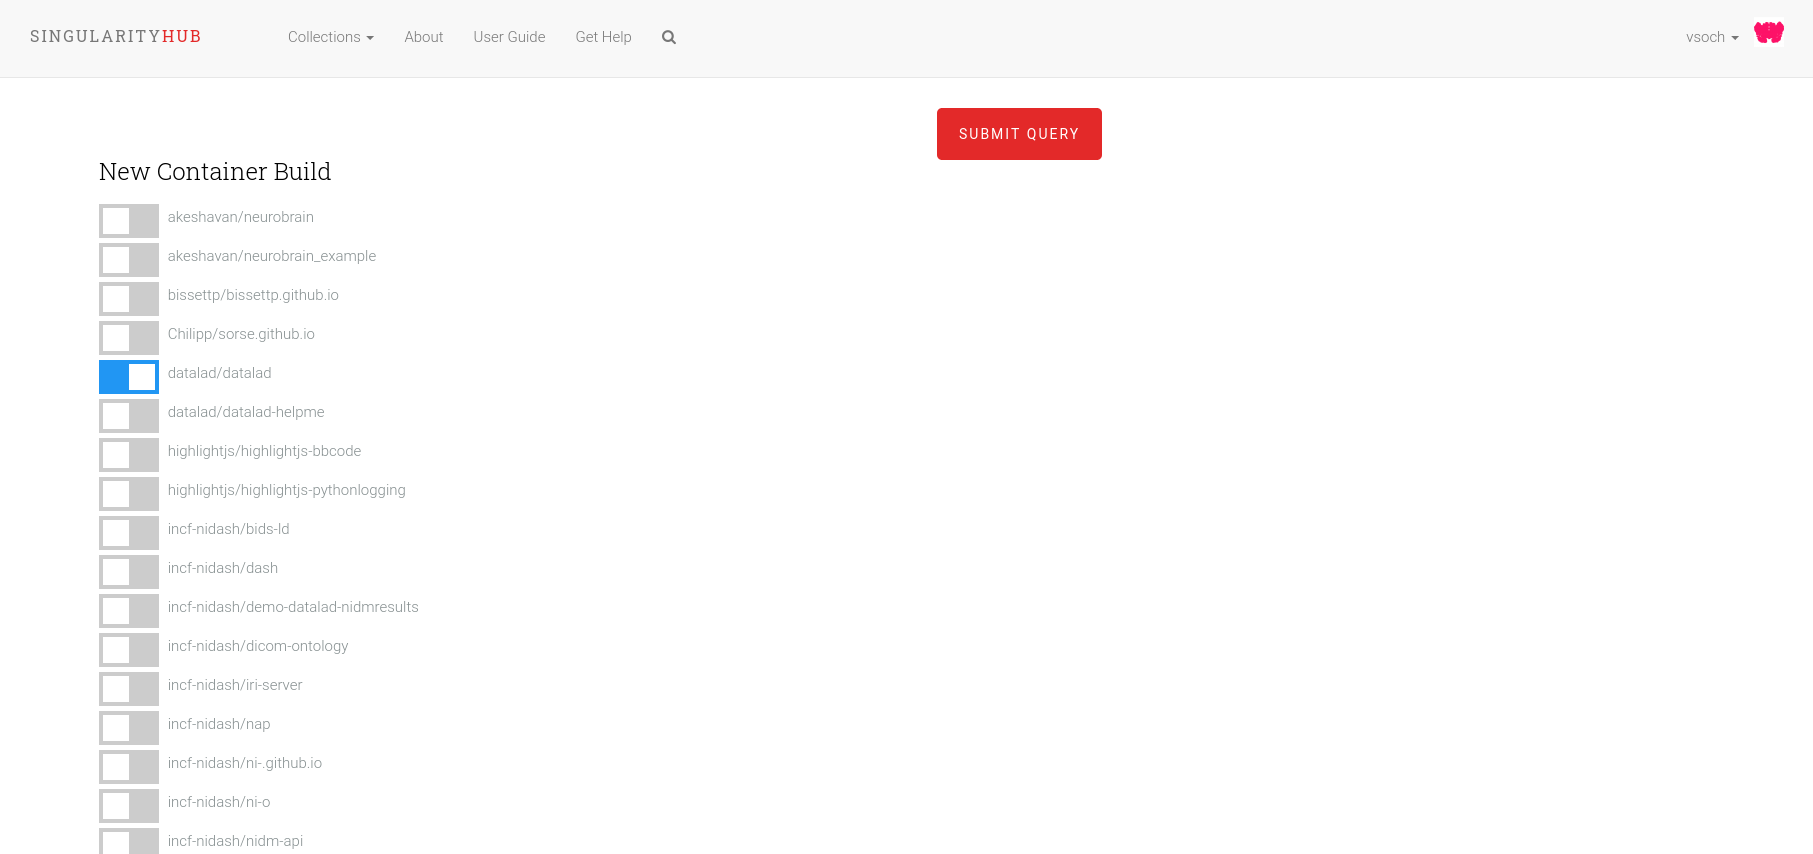 SINGULARITYHUB Collections About User Guide Get Help vsoch
SUBMIT QUERY
New Container Build
akeshavan/neurobrain
akeshavan/neurobrain_example
bissettp/bissettp.github.io
Chilipp/sorse.github.io
datalad/datalad
datalad/datalad-helpme
highlightjs/highlightjs-bbcode
highlightjs/highlightjs-pythonlogging
incf-nidash/bids-ld
incf-nidash/dash
incf-nidash/demo-datalad-nidmresults
incf-nidash/dicom-ontology
incf-nidash/iri-server
incf-nidash/nap
incf-nidash/ni-.github.io
incf-nidash/ni-o
incf-nidash/nidm-api